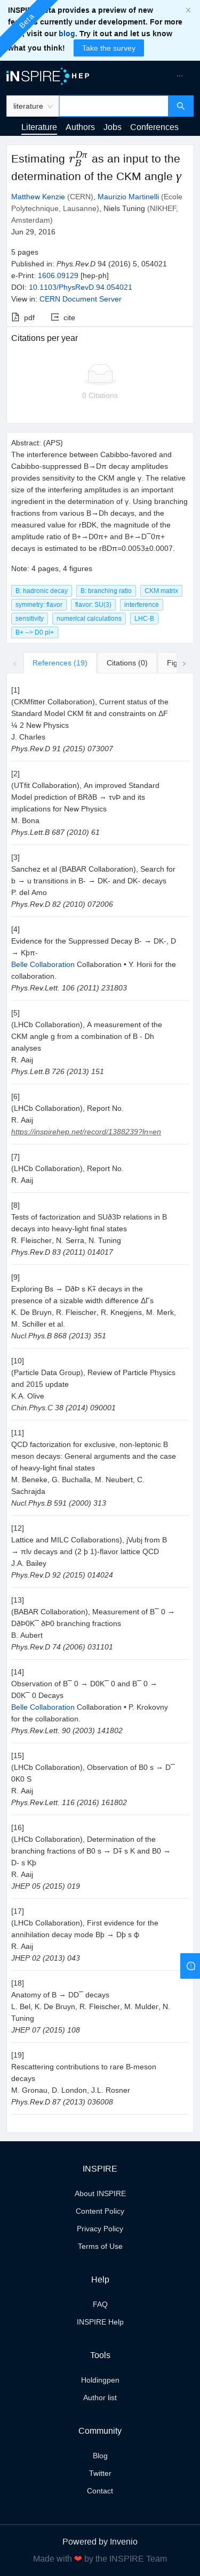 INSPIRE beta provides a preview of new
features currently under development. For more
info, visit our blog. Try it out and let us know
what you think! Take the survey
Beta
INSPIRE HEP
literature
Literature Authors Jobs Conferences
Estimating r_B^{Dπ} as an input to the
determination of the CKM angle γ
Matthew Kenzie (CERN), Maurizio Martinelli (Ecole
Polytechnique, Lausanne), Niels Tuning (NIKHEF,
Amsterdam)
Jun 29, 2016
5 pages
Published in: Phys.Rev.D 94 (2016) 5, 054021
e-Print: 1606.09129 [hep-ph]
DOI: 10.1103/PhysRevD.94.054021
View in: CERN Document Server
pdf cite
Citations per year
0 Citations
Abstract: (APS)
The interference between Cabibbo-favored and
Cabibbo-suppressed B→Dπ decay amplitudes
provides sensitivity to the CKM angle γ. The relative
size of the interfering amplitudes is an important
ingredient in the determination of γ. Using branching
fractions from various B→Dh decays, and the
measured value for rBDK, the magnitude of the
amplitude ratio of B+→D0π+ and B+→D¯0π+
decays is estimated to be rBDπ=0.0053±0.0007.
Note: 4 pages, 4 figures
B: hadronic decay B: branching ratio CKM matrix
symmetry: flavor flavor: SU(3) interference
sensitivity numerical calculations LHC-B
B+ --> D0 pi+
References (19) Citations (0) Fig
[1]
(CKMfitter Collaboration), Current status of the
Standard Model CKM fit and constraints on ΔF
¼ 2 New Physics
J. Charles
Phys.Rev.D 91 (2015) 073007
[2]
(UTfit Collaboration), An improved Standard
Model prediction of BRðB → τνÞ and its
implications for New Physics
M. Bona
Phys.Lett.B 687 (2010) 61
[3]
Sanchez et al (BABAR Collaboration), Search for
b → u transitions in B- → DK- and DK- decays
P. del Amo
Phys.Rev.D 82 (2010) 072006
[4]
Evidence for the Suppressed Decay B- → DK-, D
→ Kþπ-
Belle Collaboration Collaboration • Y. Horii for the
collaboration.
Phys.Rev.Lett. 106 (2011) 231803
[5]
(LHCb Collaboration), A measurement of the
CKM angle g from a combination of B - Dh
analyses
R. Aaij
Phys.Lett.B 726 (2013) 151
[6]
(LHCb Collaboration), Report No.
R. Aaij
https://inspirehep.net/record/1388239?ln=en
[7]
(LHCb Collaboration), Report No.
R. Aaij
[8]
Tests of factorization and SUð3Þ relations in B
decays into heavy-light final states
R. Fleischer, N. Serra, N. Tuning
Phys.Rev.D 83 (2011) 014017
[9]
Exploring Bs → DðÞ s K∓ decays in the
presence of a sizable width difference ΔΓs
K. De Bruyn, R. Fleischer, R. Knegjens, M. Merk,
M. Schiller et al.
Nucl.Phys.B 868 (2013) 351
[10]
(Particle Data Group), Review of Particle Physics
and 2015 update
K.A. Olive
Chin.Phys.C 38 (2014) 090001
[11]
QCD factorization for exclusive, non-leptonic B
meson decays: General arguments and the case
of heavy-light final states
M. Beneke, G. Buchalla, M. Neubert, C.
Sachrajda
Nucl.Phys.B 591 (2000) 313
[12]
Lattice and MILC Collaborations), jVubj from B
→ πlν decays and (2 þ 1)-flavor lattice QCD
J.A. Bailey
Phys.Rev.D 92 (2015) 014024
[13]
(BABAR Collaboration), Measurement of B¯ 0 →
DðÞ0K¯ ðÞ0 branching fractions
B. Aubert
Phys.Rev.D 74 (2006) 031101
[14]
Observation of B¯ 0 → D0K¯ 0 and B¯ 0 →
D0K¯ 0 Decays
Belle Collaboration Collaboration • P. Krokovny
for the collaboration.
Phys.Rev.Lett. 90 (2003) 141802
[15]
(LHCb Collaboration), Observation of B0 s → D¯
0K0 S
R. Aaij
Phys.Rev.Lett. 116 (2016) 161802
[16]
(LHCb Collaboration), Determination of the
branching fractions of B0 s → D∓ s K and B0 →
D- s Kþ
R. Aaij
JHEP 05 (2015) 019
[17]
(LHCb Collaboration), First evidence for the
annihilation decay mode Bþ → Dþ s ϕ
R. Aaij
JHEP 02 (2013) 043
[18]
Anatomy of B → DD¯ decays
L. Bel, K. De Bruyn, R. Fleischer, M. Mulder, N.
Tuning
JHEP 07 (2015) 108
[19]
Rescattering contributions to rare B-meson
decays
M. Gronau, D. London, J.L. Rosner
Phys.Rev.D 87 (2013) 036008
INSPIRE
About INSPIRE
Content Policy
Privacy Policy
Terms of Use
Help
FAQ
INSPIRE Help
Tools
Holdingpen
Author list
Community
Blog
Twitter
Contact
Powered by Invenio
Made with ❤ by the INSPIRE Team